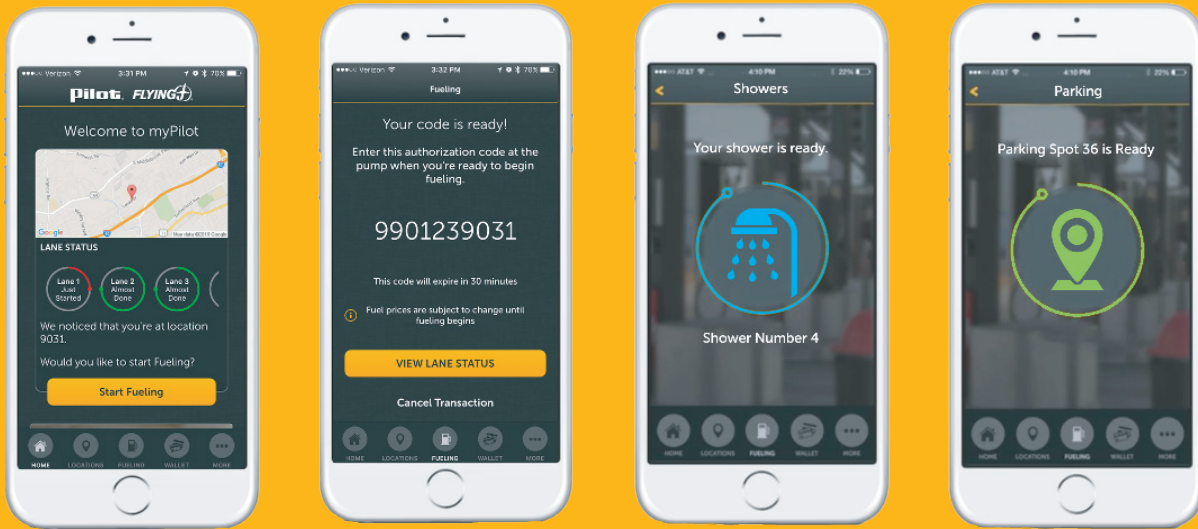 Verizon
3:31 PM
70%
Pilot. FLYING J
Welcome to myPilot
Google
Map data ©2016 Google
LANE STATUS
Lane 1
Just
Started
Lane 2
Almost
Done
Lane 3
Almost
Done
We noticed that you're at location
9031.
Would you like to start Fueling?
Start Fueling
HOME
LOCATIONS
FUELING
WALLET
MORE
Verizon
3:32 PM
70%
Fueling
Your code is ready!
Enter this authorization code at the
pump when you're ready to begin
fueling.
9901239031
This code will expire in 30 minutes
Fuel prices are subject to change until
fueling begins
VIEW LANE STATUS
Cancel Transaction
HOME
LOCATIONS
FUELING
WALLET
MORE
AT&T
4:10 PM
22%
Showers
Your shower is ready.
Shower Number 4
HOME
LOCATIONS
FUELING
WALLET
MORE
AT&T
4:10 PM
22%
Parking
Parking Spot 36 is Ready
HOME
LOCATIONS
FUELING
WALLET
MORE